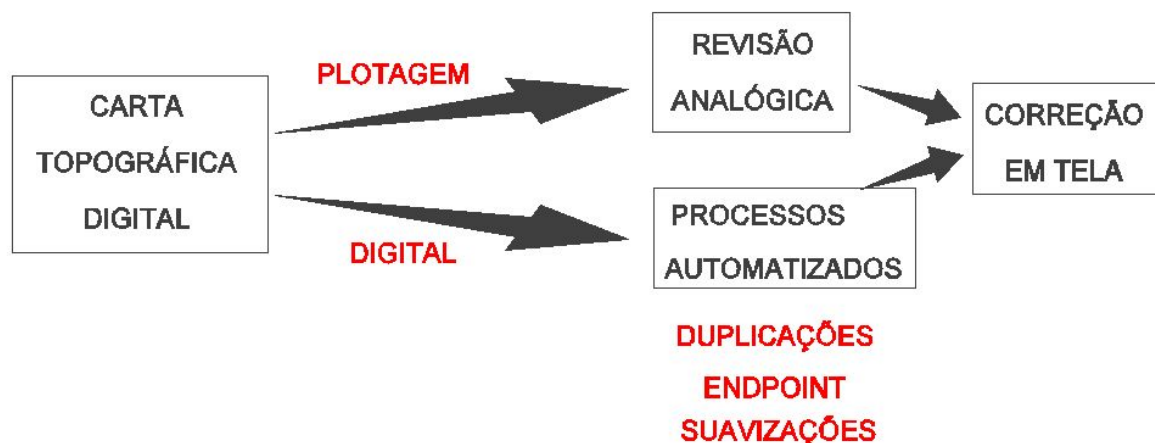 CARTA
TOPOGRÁFICA
DIGITAL
PLOTAGEM
DIGITAL
REVISÃO
ANALÓGICA
PROCESSOS
AUTOMATIZADOS
DUPLICAÇÕES
ENDPOINT
SUAVIZAÇÕES
CORREÇÃO
EM TELA